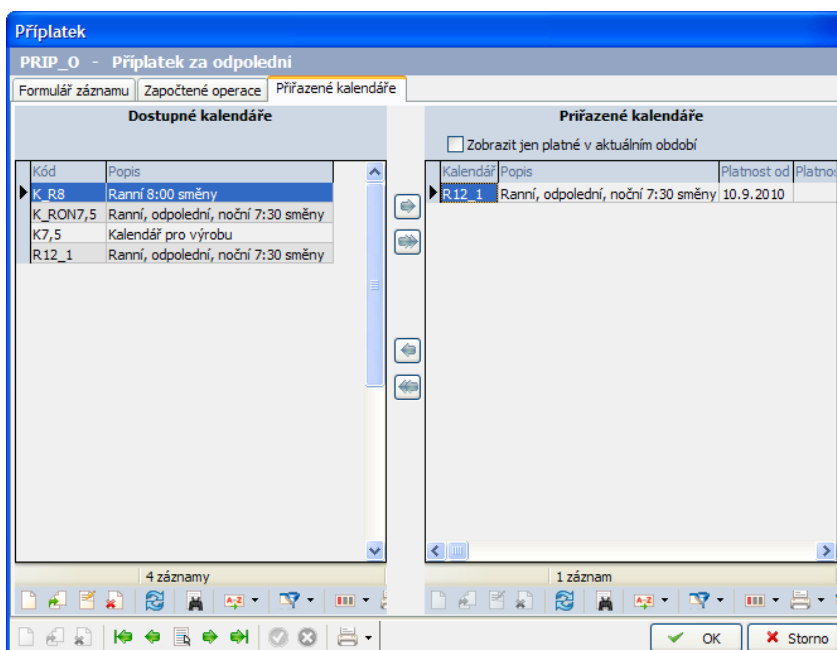 Příplatek
PRIP_O - Příplatek za odpolední
Formulář záznamu Započtené operace Přiřazené kalendáře
Dostupné kalendáře
Kód Popis
K_R8 Ranní 8:00 směny
K_RON7,5 Ranní, odpolední, noční 7:30 směny
K7,5 Kalendář pro výrobu
R12_1 Ranní, odpolední, noční 7:30 směny
4 záznamy
Priřazené kalendáře
Zobrazit jen platné v aktuálním období
Kalendář Popis Platnost od Platnos
R12_1 Ranní, odpolední, noční 7:30 směny 10.9.2010
1 záznam
OK Storno